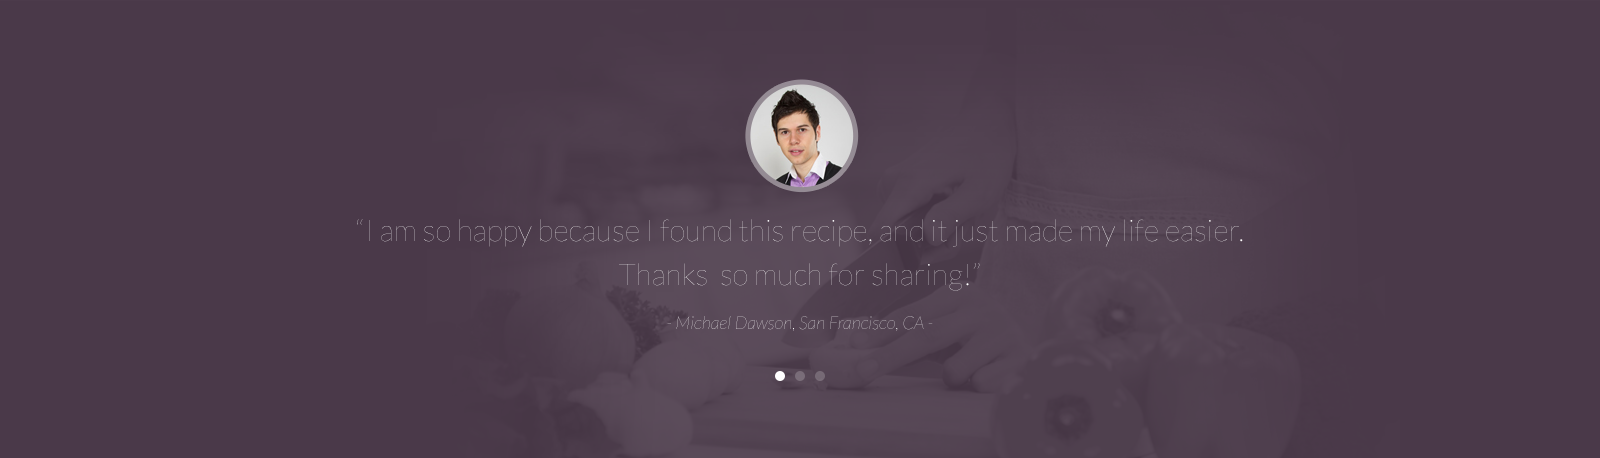 “I am so happy because I found this recipe, and it just made my life easier.
Thanks  so much for sharing!”
- Michael Dawson, San Francisco, CA -